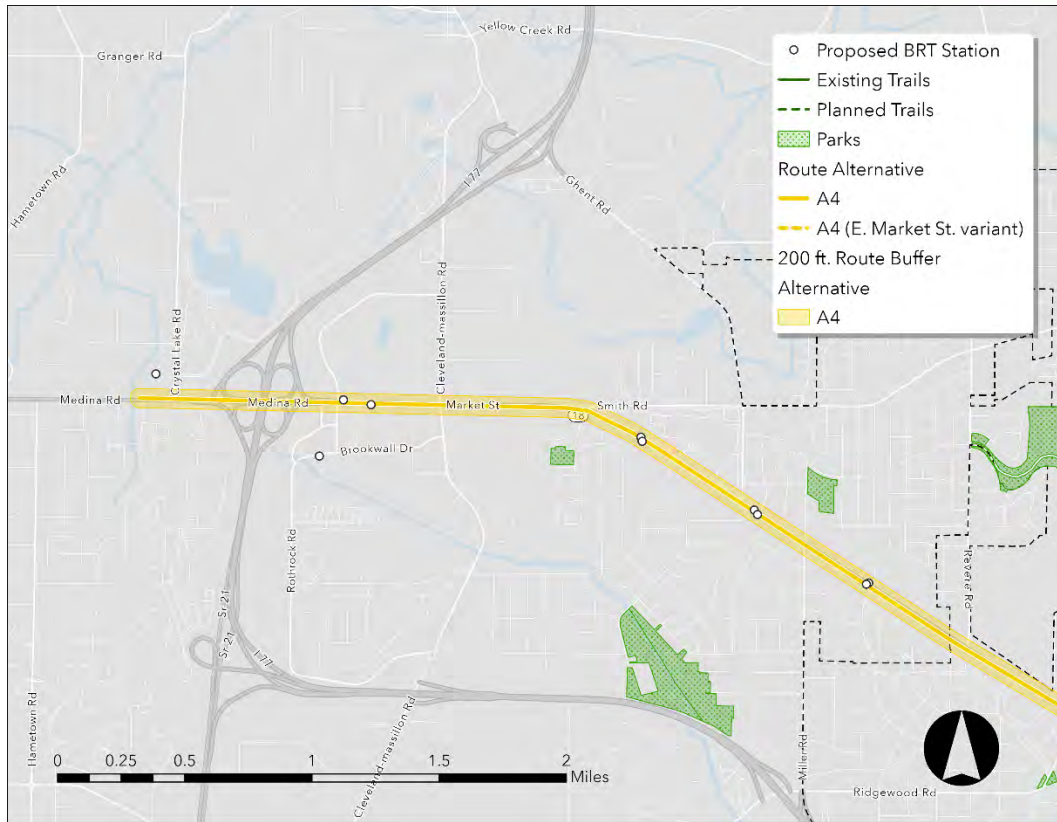 Yellow Creek Rd
Granger Rd
Proposed BRT Station
Existing Trails
Planned Trails
Parks
Route Alternative
A4
A4 (E. Market St. variant)
200 ft. Route Buffer
Alternative
A4
Hametown Rd
I 77
Ghent Rd
Crystal Lake Rd
Cleveland-massillon Rd
Medina Rd
Medina Rd
Market St
Smith Rd
(18)
Brookwall Dr
Rothrock Rd
Revere Rd
Sr 21
Sr 21
I 77
Hametown Rd
Cleveland-massillon Rd
Miller Rd
0 0.25 0.5 1 1.5 2
Miles
Ridgewood Rd